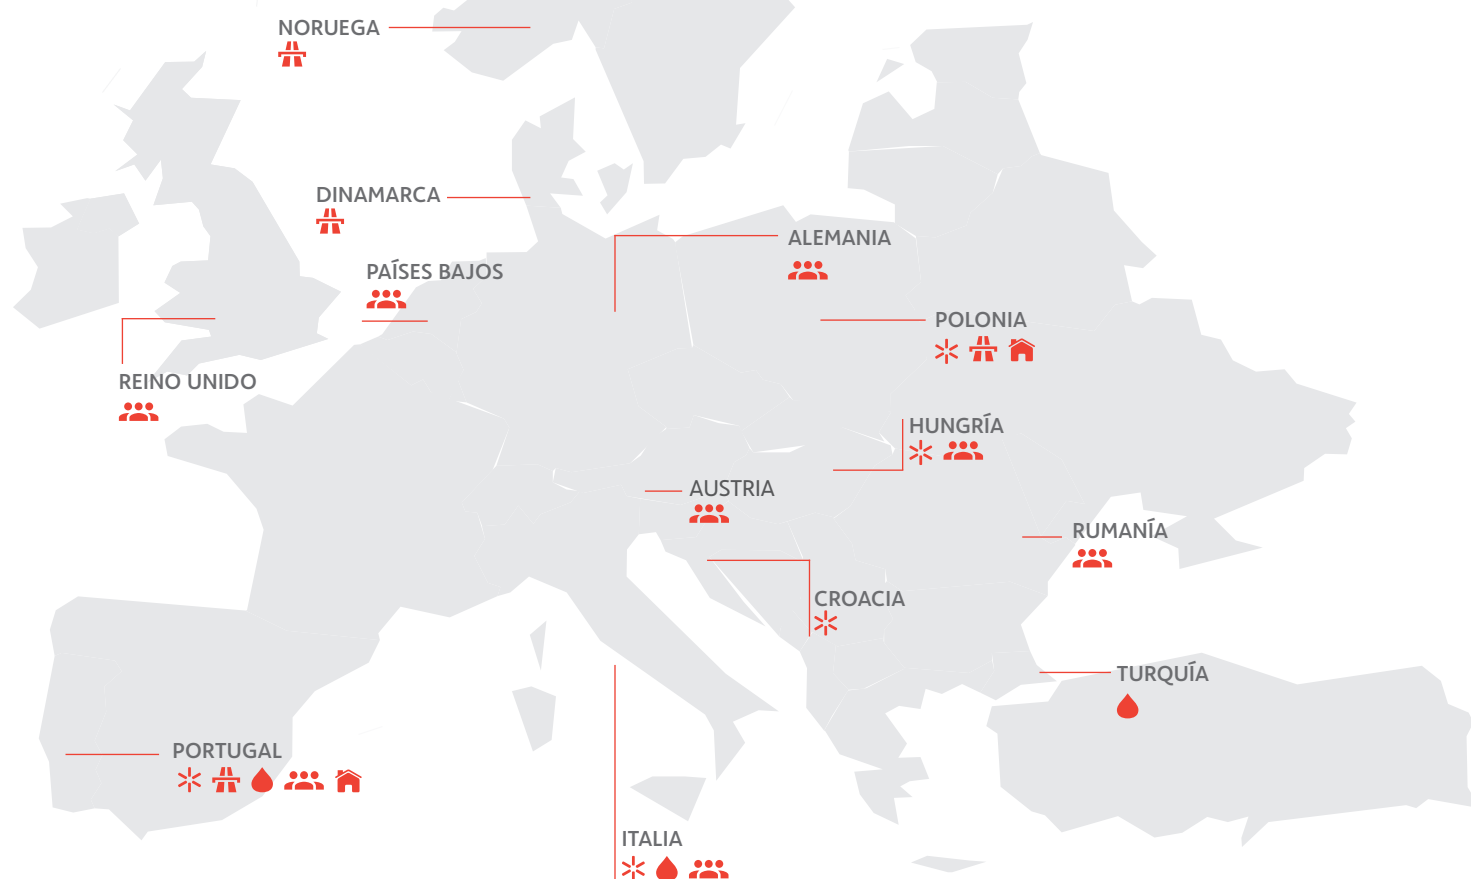 NORUEGA
DINAMARCA
ALEMANIA
PAÍSES BAJOS
POLONIA
REINO UNIDO
HUNGRÍA
AUSTRIA
RUMANÍA
CROACIA
TURQUÍA
PORTUGAL
ITALIA